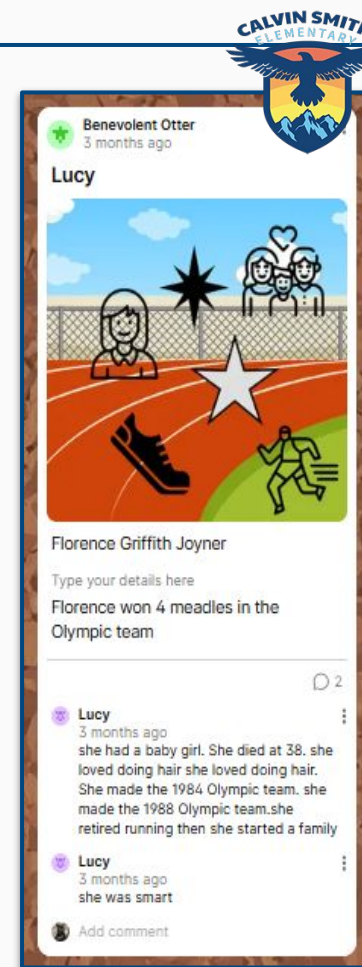 CALVIN SMITH
ELEMENTARY
Benevolent Otter
3 months ago
Lucy
Florence Griffith Joyner
Type your details here
Florence won 4 meadles in the
Olympic team
2
Lucy
3 months ago
she had a baby girl. She died at 38. she
loved doing hair she loved doing hair.
She made the 1984 Olympic team. she
made the 1988 Olympic team.she
retired running then she started a family
Lucy
3 months ago
she was smart
Add comment